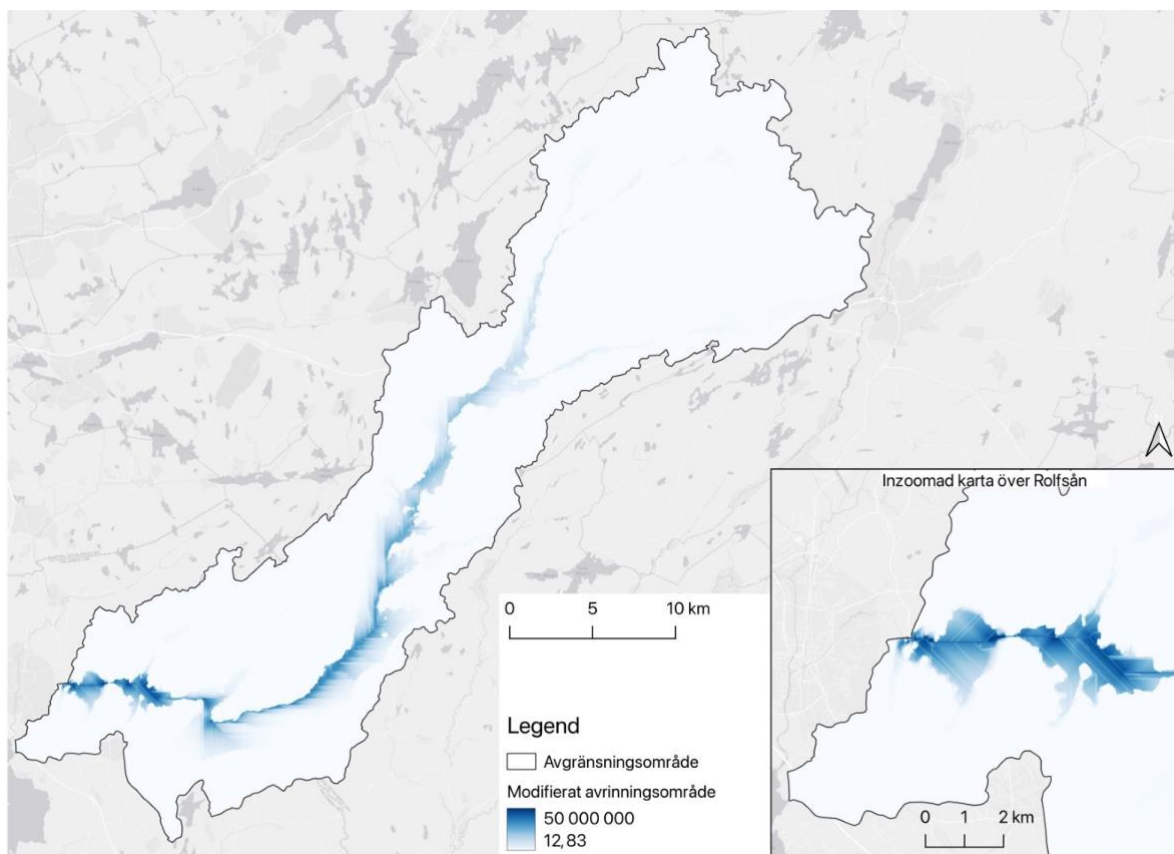 Inzoomad karta över Rolfsån
0 5 10 km
Legend
Avgränsningsområde
Modifierat avrinningsområde
50 000 000
12,83
0 1 2 km